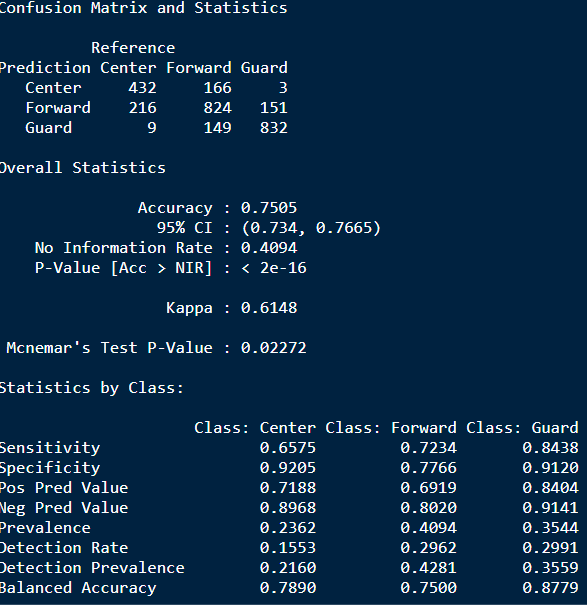 Confusion Matrix and Statistics
Reference
Prediction Center Forward Guard
Center 432 166 3
Forward 216 824 151
Guard 9 149 832
Overall Statistics
Accuracy : 0.7505
95% CI : (0.734, 0.7665)
No Information Rate : 0.4094
P-Value [Acc > NIR] : < 2e-16
Kappa : 0.6148
Mcnemar's Test P-Value : 0.02272
Statistics by Class:
Class: Center Class: Forward Class: Guard
Sensitivity 0.6575 0.7234 0.8438
Specificity 0.9205 0.7766 0.9120
Pos Pred Value 0.7188 0.6919 0.8404
Neg Pred Value 0.8968 0.8020 0.9141
Prevalence 0.2362 0.4094 0.3544
Detection Rate 0.1553 0.2962 0.2991
Detection Prevalence 0.2160 0.4281 0.3559
Balanced Accuracy 0.7890 0.7500 0.8779